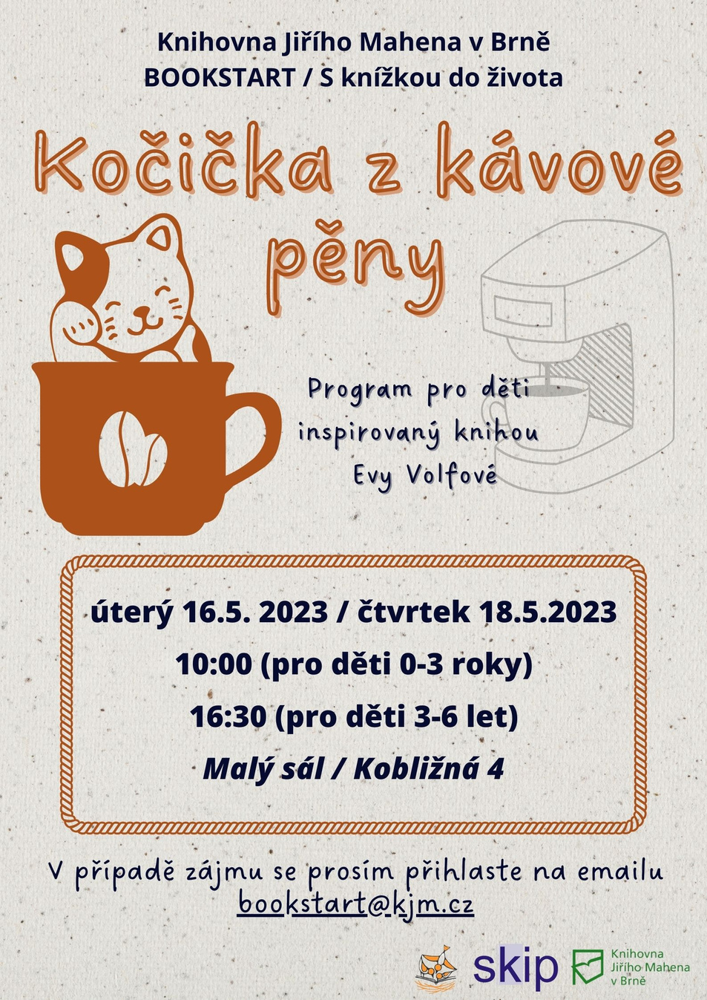 Knihovna Jiřího Mahena v Brně
BOOKSTART / S knížkou do života
Kočička z kávové
pěny
Program pro děti
inspirovaný knihou
Evy Volfové
úterý 16.5. 2023 / čtvrtek 18.5.2023
10:00 (pro děti 0-3 roky)
16:30 (pro děti 3-6 let)
Malý sál / Kobližná 4
V případě zájmu se prosím přihlaste na emailu
bookstart@kjm.cz
skip
Knihovna
Jiřího Mahena
v Brně